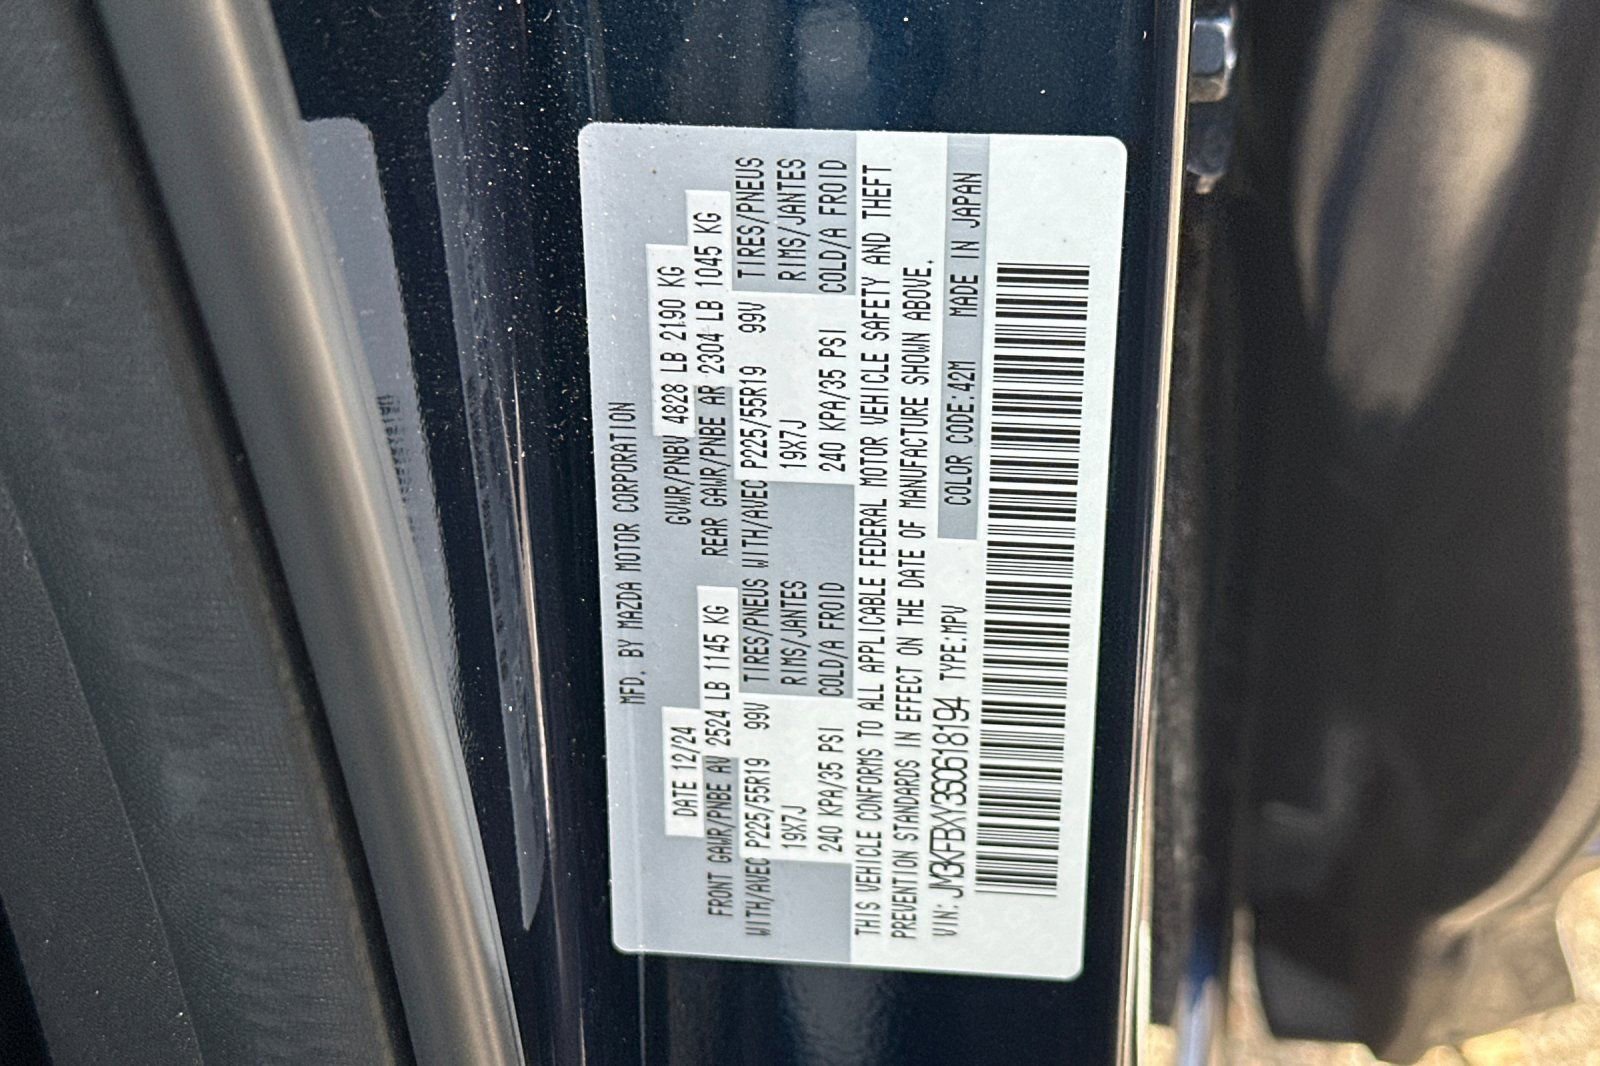 MFD. BY MAZDA MOTOR CORPORATION
DATE 12/24 GVWR/PNBV 4828 LB 2190 KG
FRONT GAWR/PNBE AV 2524 LB 1145 KG REAR GAWR/PNBE AR 2304 LB 1045 KG
WITH/AVEC P225/55R19 99V TIRES/PNEUS WITH/AVEC P225/55R19 99V TIRES/PNEUS
19X7J RIMS/JANTES 19X7J RIMS/JANTES
240 KPA/35 PSI COLD/A FROID 240 KPA/35 PSI COLD/A FROID
THIS VEHICLE CONFORMS TO ALL APPLICABLE FEDERAL MOTOR VEHICLE SAFETY AND THEFT
PREVENTION STANDARDS IN EFFECT ON THE DATE OF MANUFACTURE SHOWN ABOVE.
VIN: JM3KFBXY3S0618194 TYPE:MPV COLOR CODE:42M MADE IN JAPAN